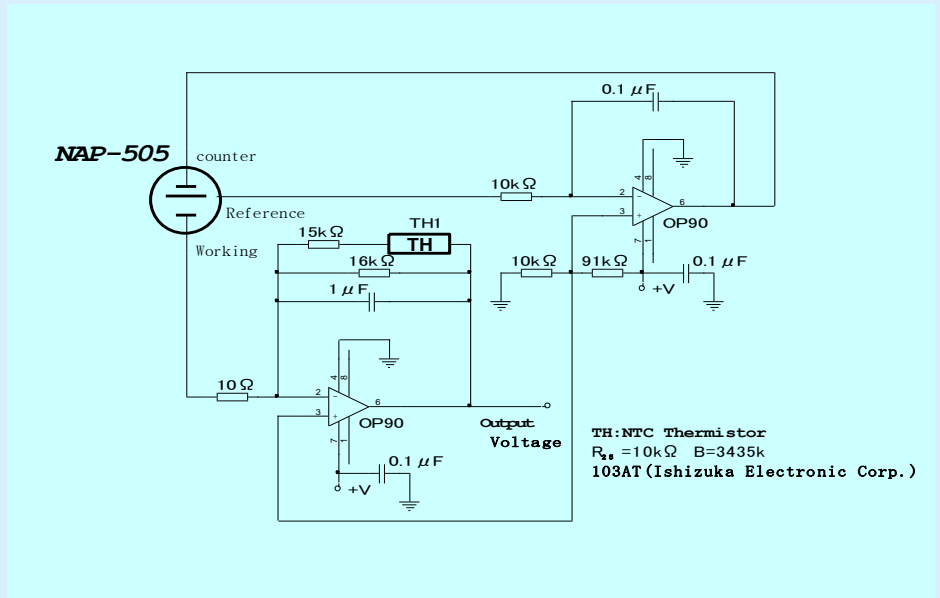 0.1 μF
NAP-505
counter
4
8
10kΩ
2
-
6
Reference
3
+
OP90
TH1
15kΩ
TH
7
1
Working
16kΩ
10kΩ
91kΩ
0.1 μF
+V
1 μF
4
8
10Ω
2
-
6
3
+
OP90
Output
Voltage
7
1
TH:NTC Thermistor
R₂₅ =10kΩ B=3435k
0.1 μF
103AT(Ishizuka Electronic Corp.)
+V